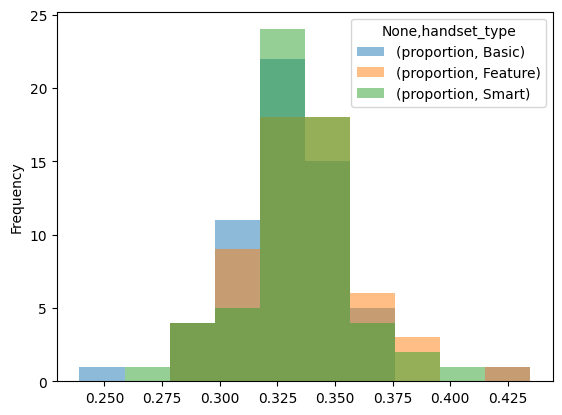 25
20
15
10
5
0
Frequency
None,handset_type
(proportion, Basic)
(proportion, Feature)
(proportion, Smart)
0.250 0.275 0.300 0.325 0.350 0.375 0.400 0.425